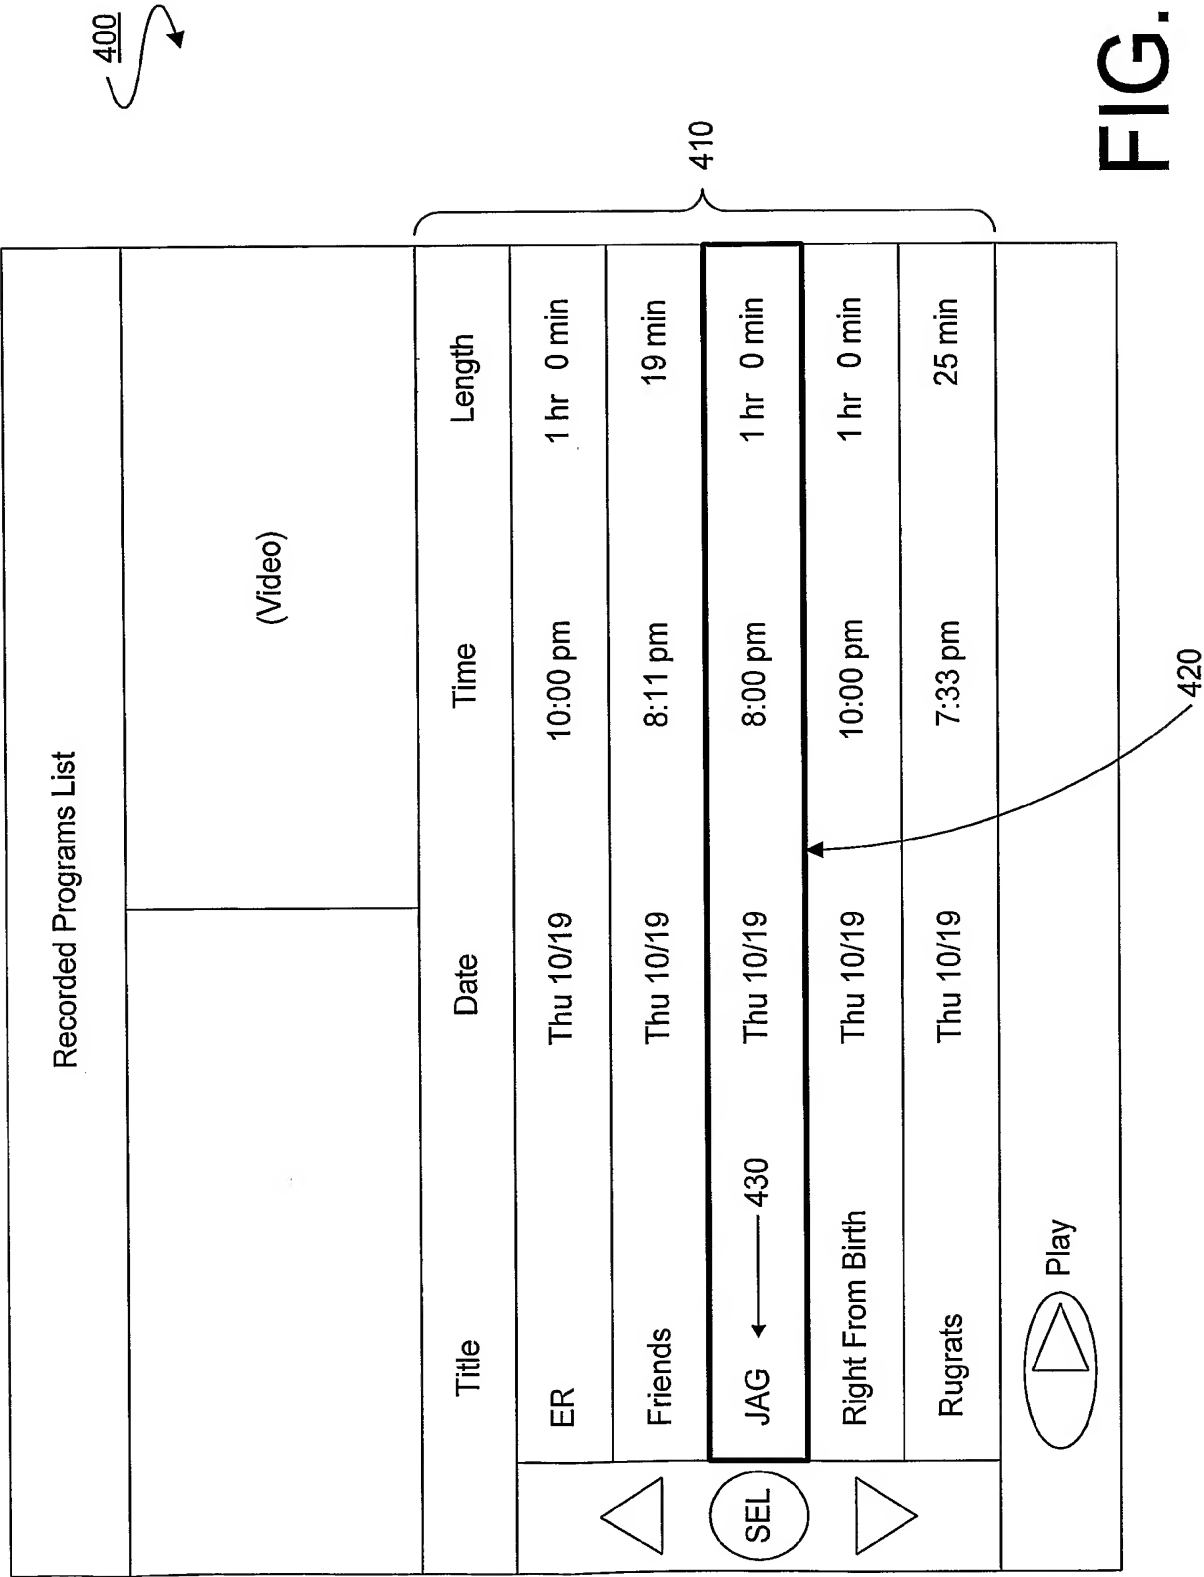 400
Recorded Programs List
(Video)
410
Title Date Time Length
ER Thu 10/19 10:00 pm 1 hr 0 min
Friends Thu 10/19 8:11 pm 19 min
SEL JAG 430 Thu 10/19 8:00 pm 1 hr 0 min
Right From Birth Thu 10/19 10:00 pm 1 hr 0 min
Rugrats Thu 10/19 7:33 pm 25 min
Play
420
FIG.